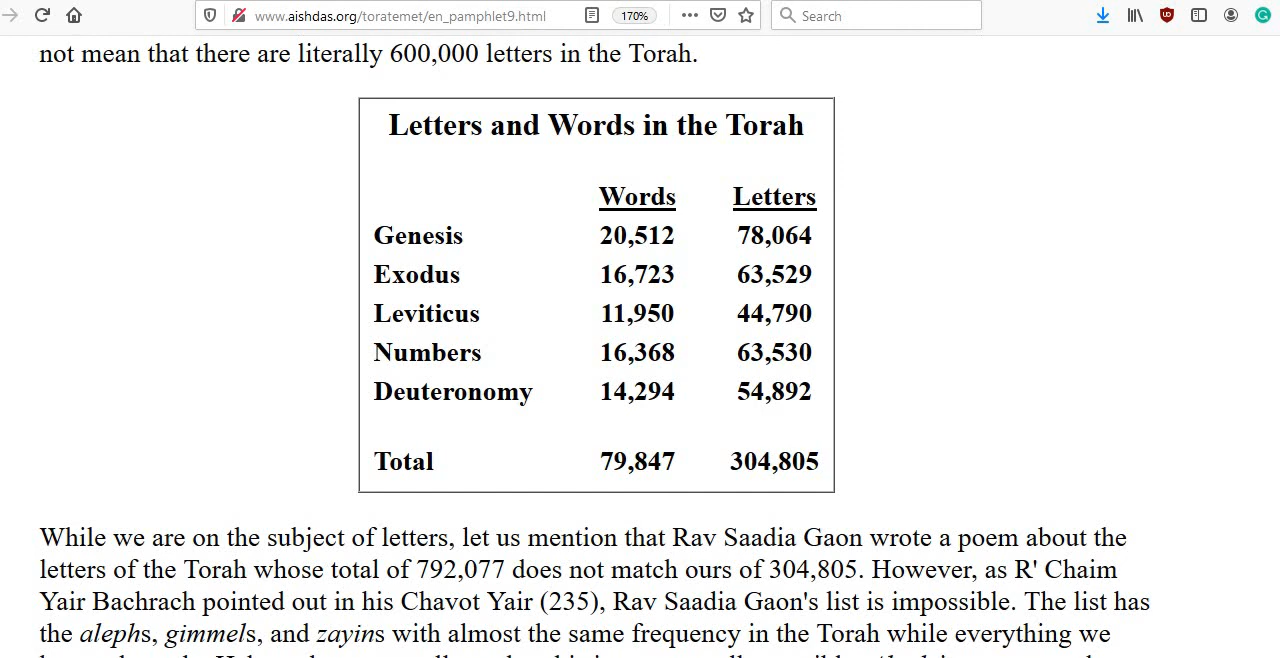 www.aishdas.org/toratemet/en_pamphlet9.html 170% Search
not mean that there are literally 600,000 letters in the Torah.
Letters and Words in the Torah
Words Letters
Genesis 20,512 78,064
Exodus 16,723 63,529
Leviticus 11,950 44,790
Numbers 16,368 63,530
Deuteronomy 14,294 54,892
Total 79,847 304,805
While we are on the subject of letters, let us mention that Rav Saadia Gaon wrote a poem about the
letters of the Torah whose total of 792,077 does not match ours of 304,805. However, as R' Chaim
Yair Bachrach pointed out in his Chavot Yair (235), Rav Saadia Gaon's list is impossible. The list has
the alephs, gimmels, and zayins with almost the same frequency in the Torah while everything we